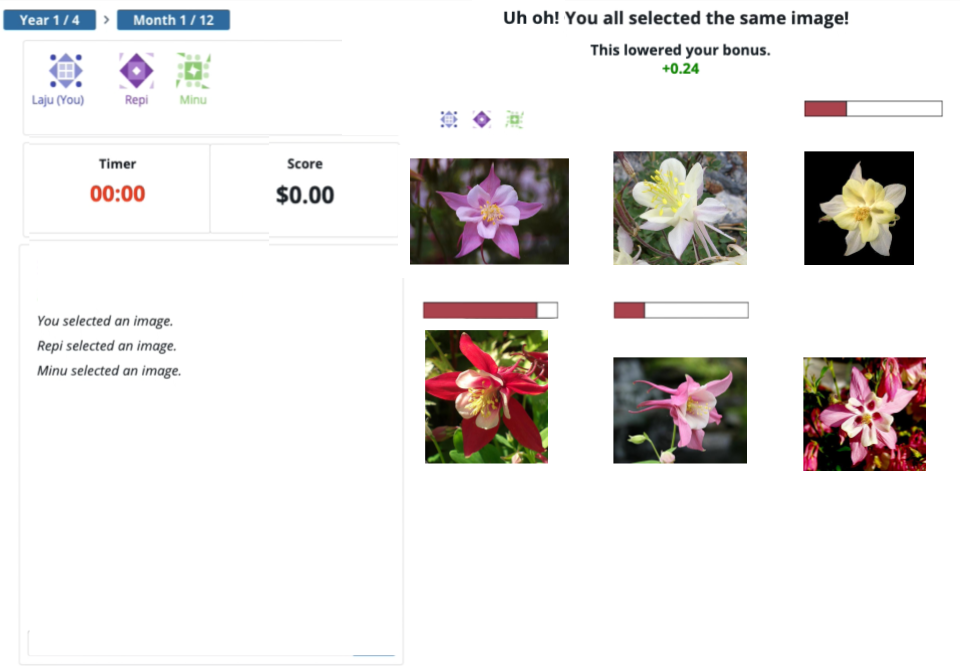 Year 1 / 4 > Month 1 / 12
Laju (You) Repi Minu
Timer Score
00:00 $0.00
You selected an image.
Repi selected an image.
Minu selected an image.
Uh oh! You all selected the same image!
This lowered your bonus.
+0.24